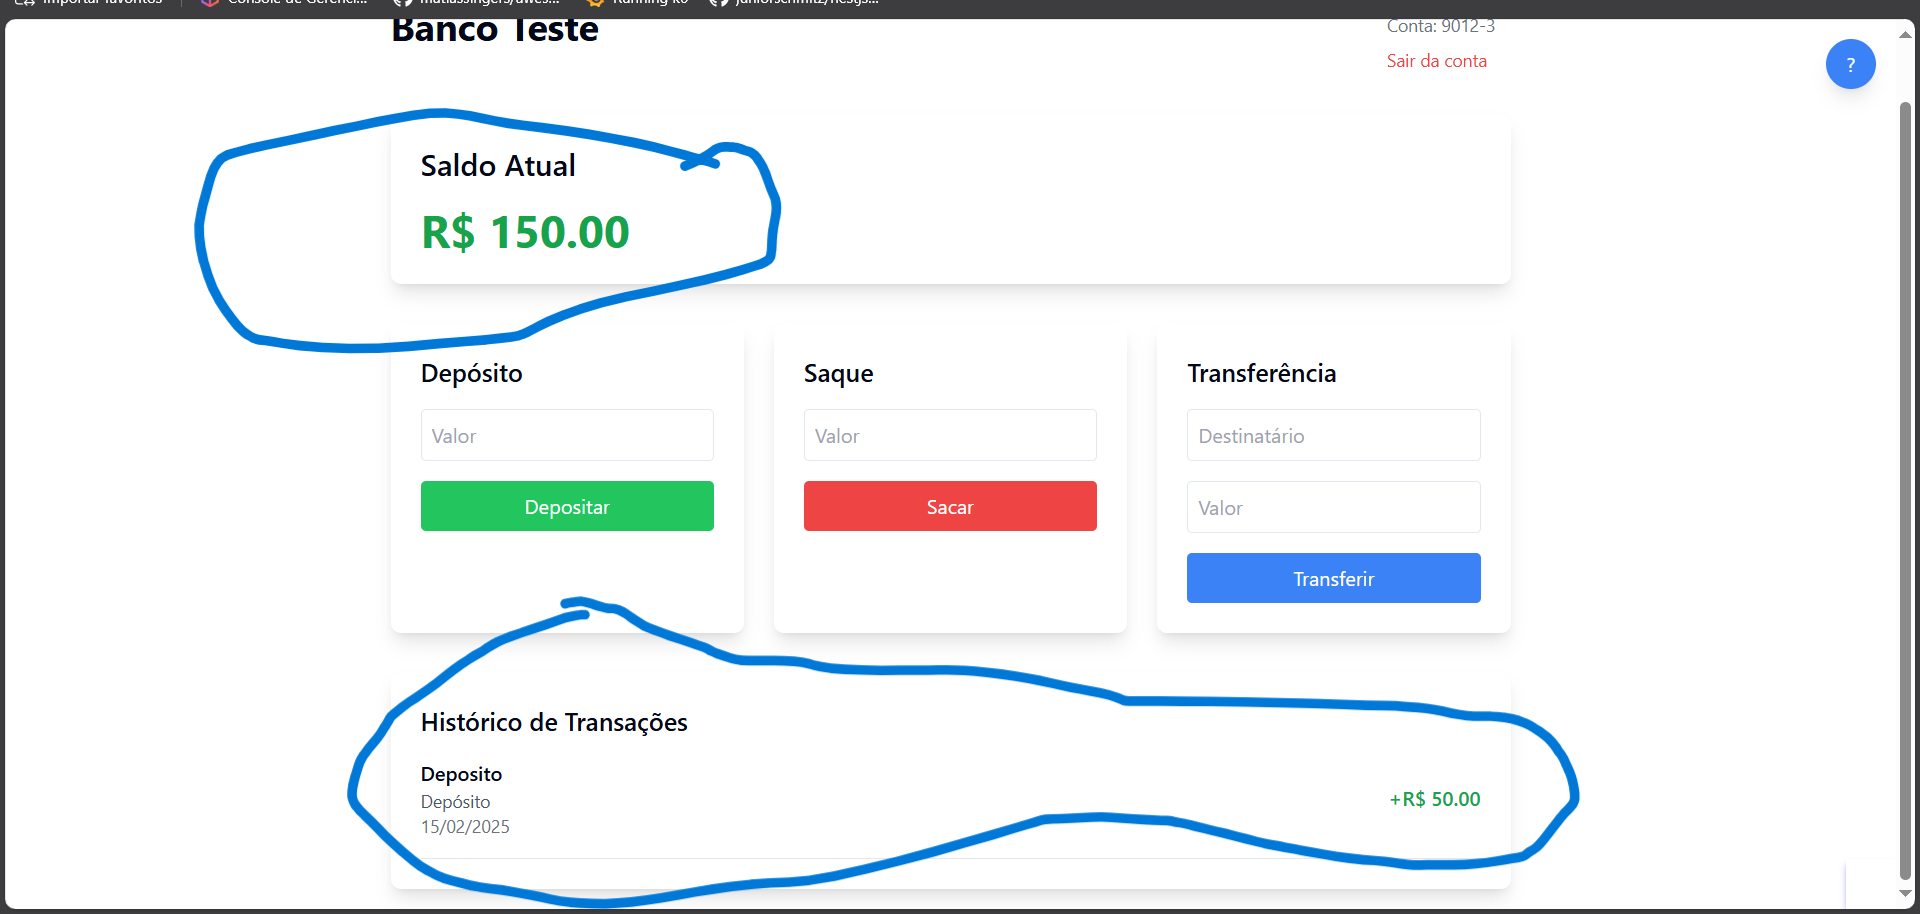 Importar favoritos
Console de Gerenci...
matiassingers/awes...
Running ko
juniorschmitz/nestjs...
Banco Teste
Conta: 9012-3
Sair da conta
?
Saldo Atual
R$ 150.00
Depósito
Valor
Depositar
Saque
Valor
Sacar
Transferência
Destinatário
Valor
Transferir
Histórico de Transações
Deposito
Depósito
15/02/2025
+R$ 50.00